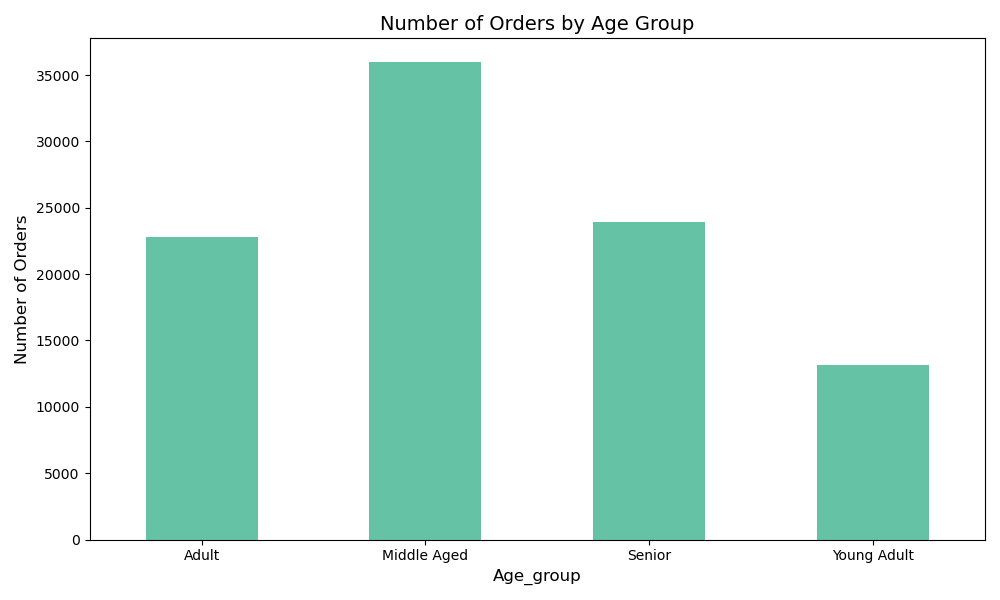 Number of Orders by Age Group
Number of Orders
35000
30000
25000
20000
15000
10000
5000
0
Adult
Middle Aged
Senior
Young Adult
Age_group